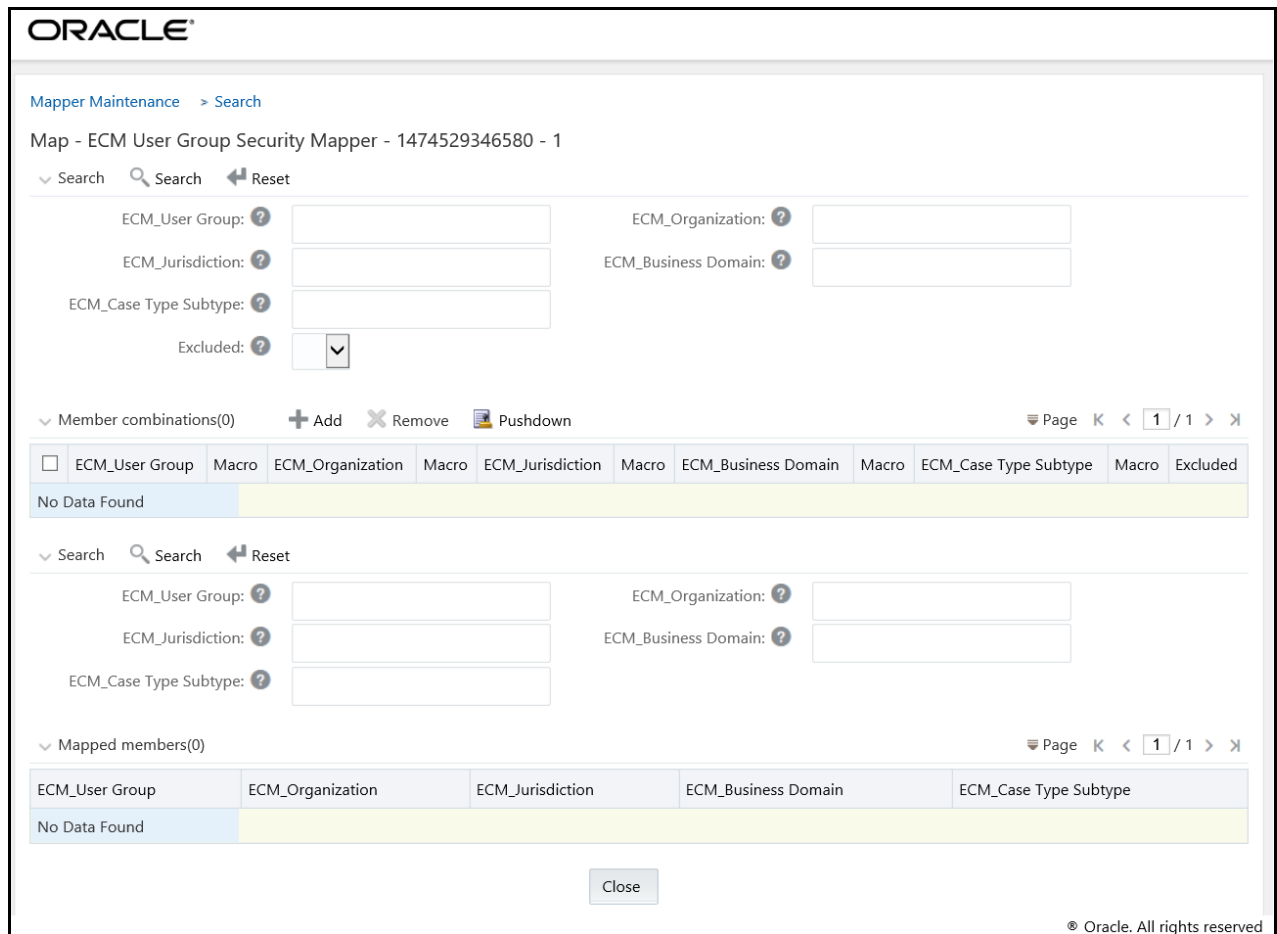 ORACLE®
Mapper Maintenance > Search
Map - ECM User Group Security Mapper - 1474529346580 - 1
Search Search Reset
ECM_User Group: ? ECM_Organization: ?
ECM_Jurisdiction: ? ECM_Business Domain: ?
ECM_Case Type Subtype: ?
Excluded: ?
Member combinations(0) Add Remove Pushdown Page 1 / 1
ECM_User Group Macro ECM_Organization Macro ECM_Jurisdiction Macro ECM_Business Domain Macro ECM_Case Type Subtype Macro Excluded
No Data Found
Search Search Reset
ECM_User Group: ? ECM_Organization: ?
ECM_Jurisdiction: ? ECM_Business Domain: ?
ECM_Case Type Subtype: ?
Mapped members(0) Page 1 / 1
ECM_User Group ECM_Organization ECM_Jurisdiction ECM_Business Domain ECM_Case Type Subtype
No Data Found
Close
® Oracle. All rights reserved